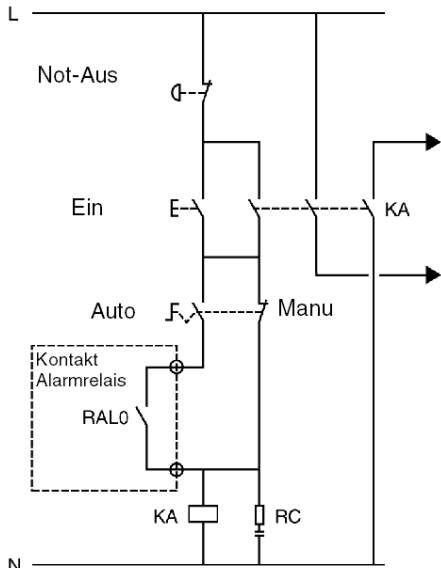 L
Not-Aus
Ein
KA
Auto
Manu
Kontakt
Alarmrelais
RAL0
KA
RC
N